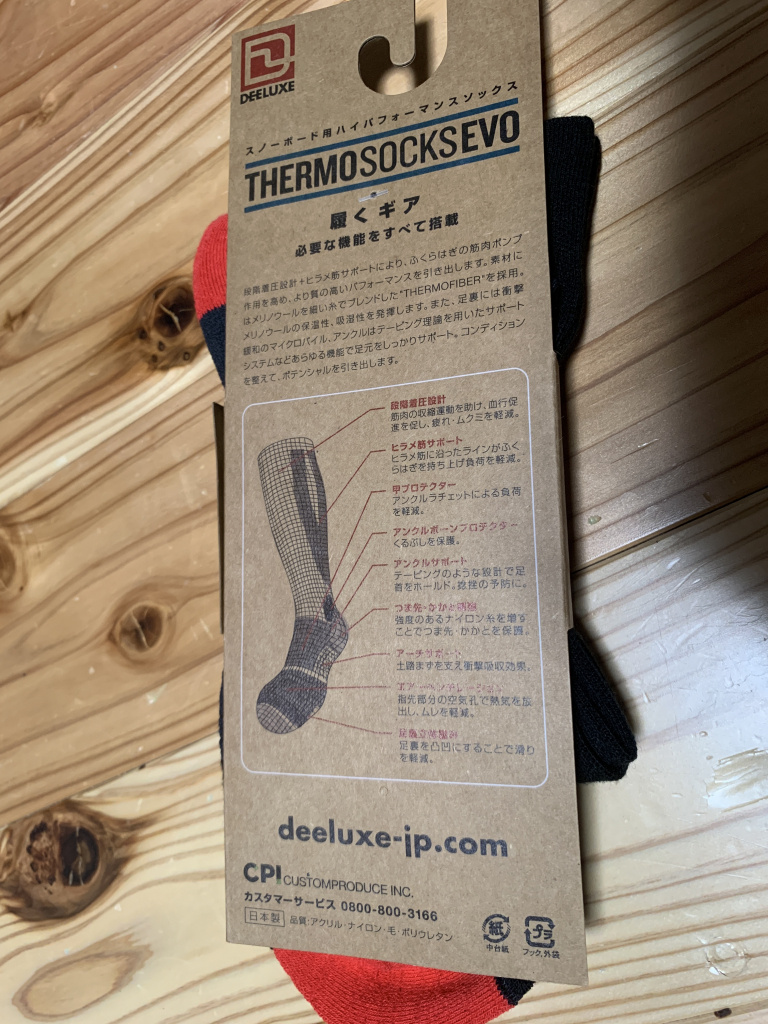 DEELUXE
スノーボード用ハイパフォーマンスソックス
THERMOSOCKSEVO
履くギア
必要な機能をすべて搭載
段階着圧設計+ヒラメ筋サポートにより、ふくらはぎの筋肉ポンプ
作用を高め、より質の高いパフォーマンスを引き出します。素材に
はメリノウールを細い糸でブレンドした"THERMOFIBER"を採用。
メリノウールの保温性、吸湿性を発揮します。また、足裏には衝撃
緩和のマイクロパイル、アンクルはテーピング理論を用いたサポート
システムなどあらゆる機能で足元をしっかりサポート。コンディション
を整えて、ポテンシャルを引き出します。
段階着圧設計
筋肉の収縮運動を助け、血行促
進を促し、疲れ・ムクミを軽減。
ヒラメ筋サポート
ヒラメ筋に沿ったラインがふく
らはぎを持ち上げ負荷を軽減。
甲プロテクター
アンクルラチェットによる負荷
を軽減。
アンクルボーンプロテクター
くるぶしを保護。
アンクルサポート
テーピングのような設計で足
首をホールド。捻挫の予防に。
つま先・かかと補強
強度のあるナイロン糸を増す
ことでつま先・かかとを保護。
アーチサポート
土踏まずを支え衝撃吸収効果。
エアーベンチレーション
指先部分の空気孔で熱気を放
出し、ムレを軽減。
足裏を凸凹にすることで滑り
を軽減。
deeluxe-jp.com
CPI CUSTOMPRODUCE INC.
カスタマーサービス 0800-800-3166
日本製 品質:アクリル・ナイロン・毛・ポリウレタン
紙 中台紙
プラ フック、外袋